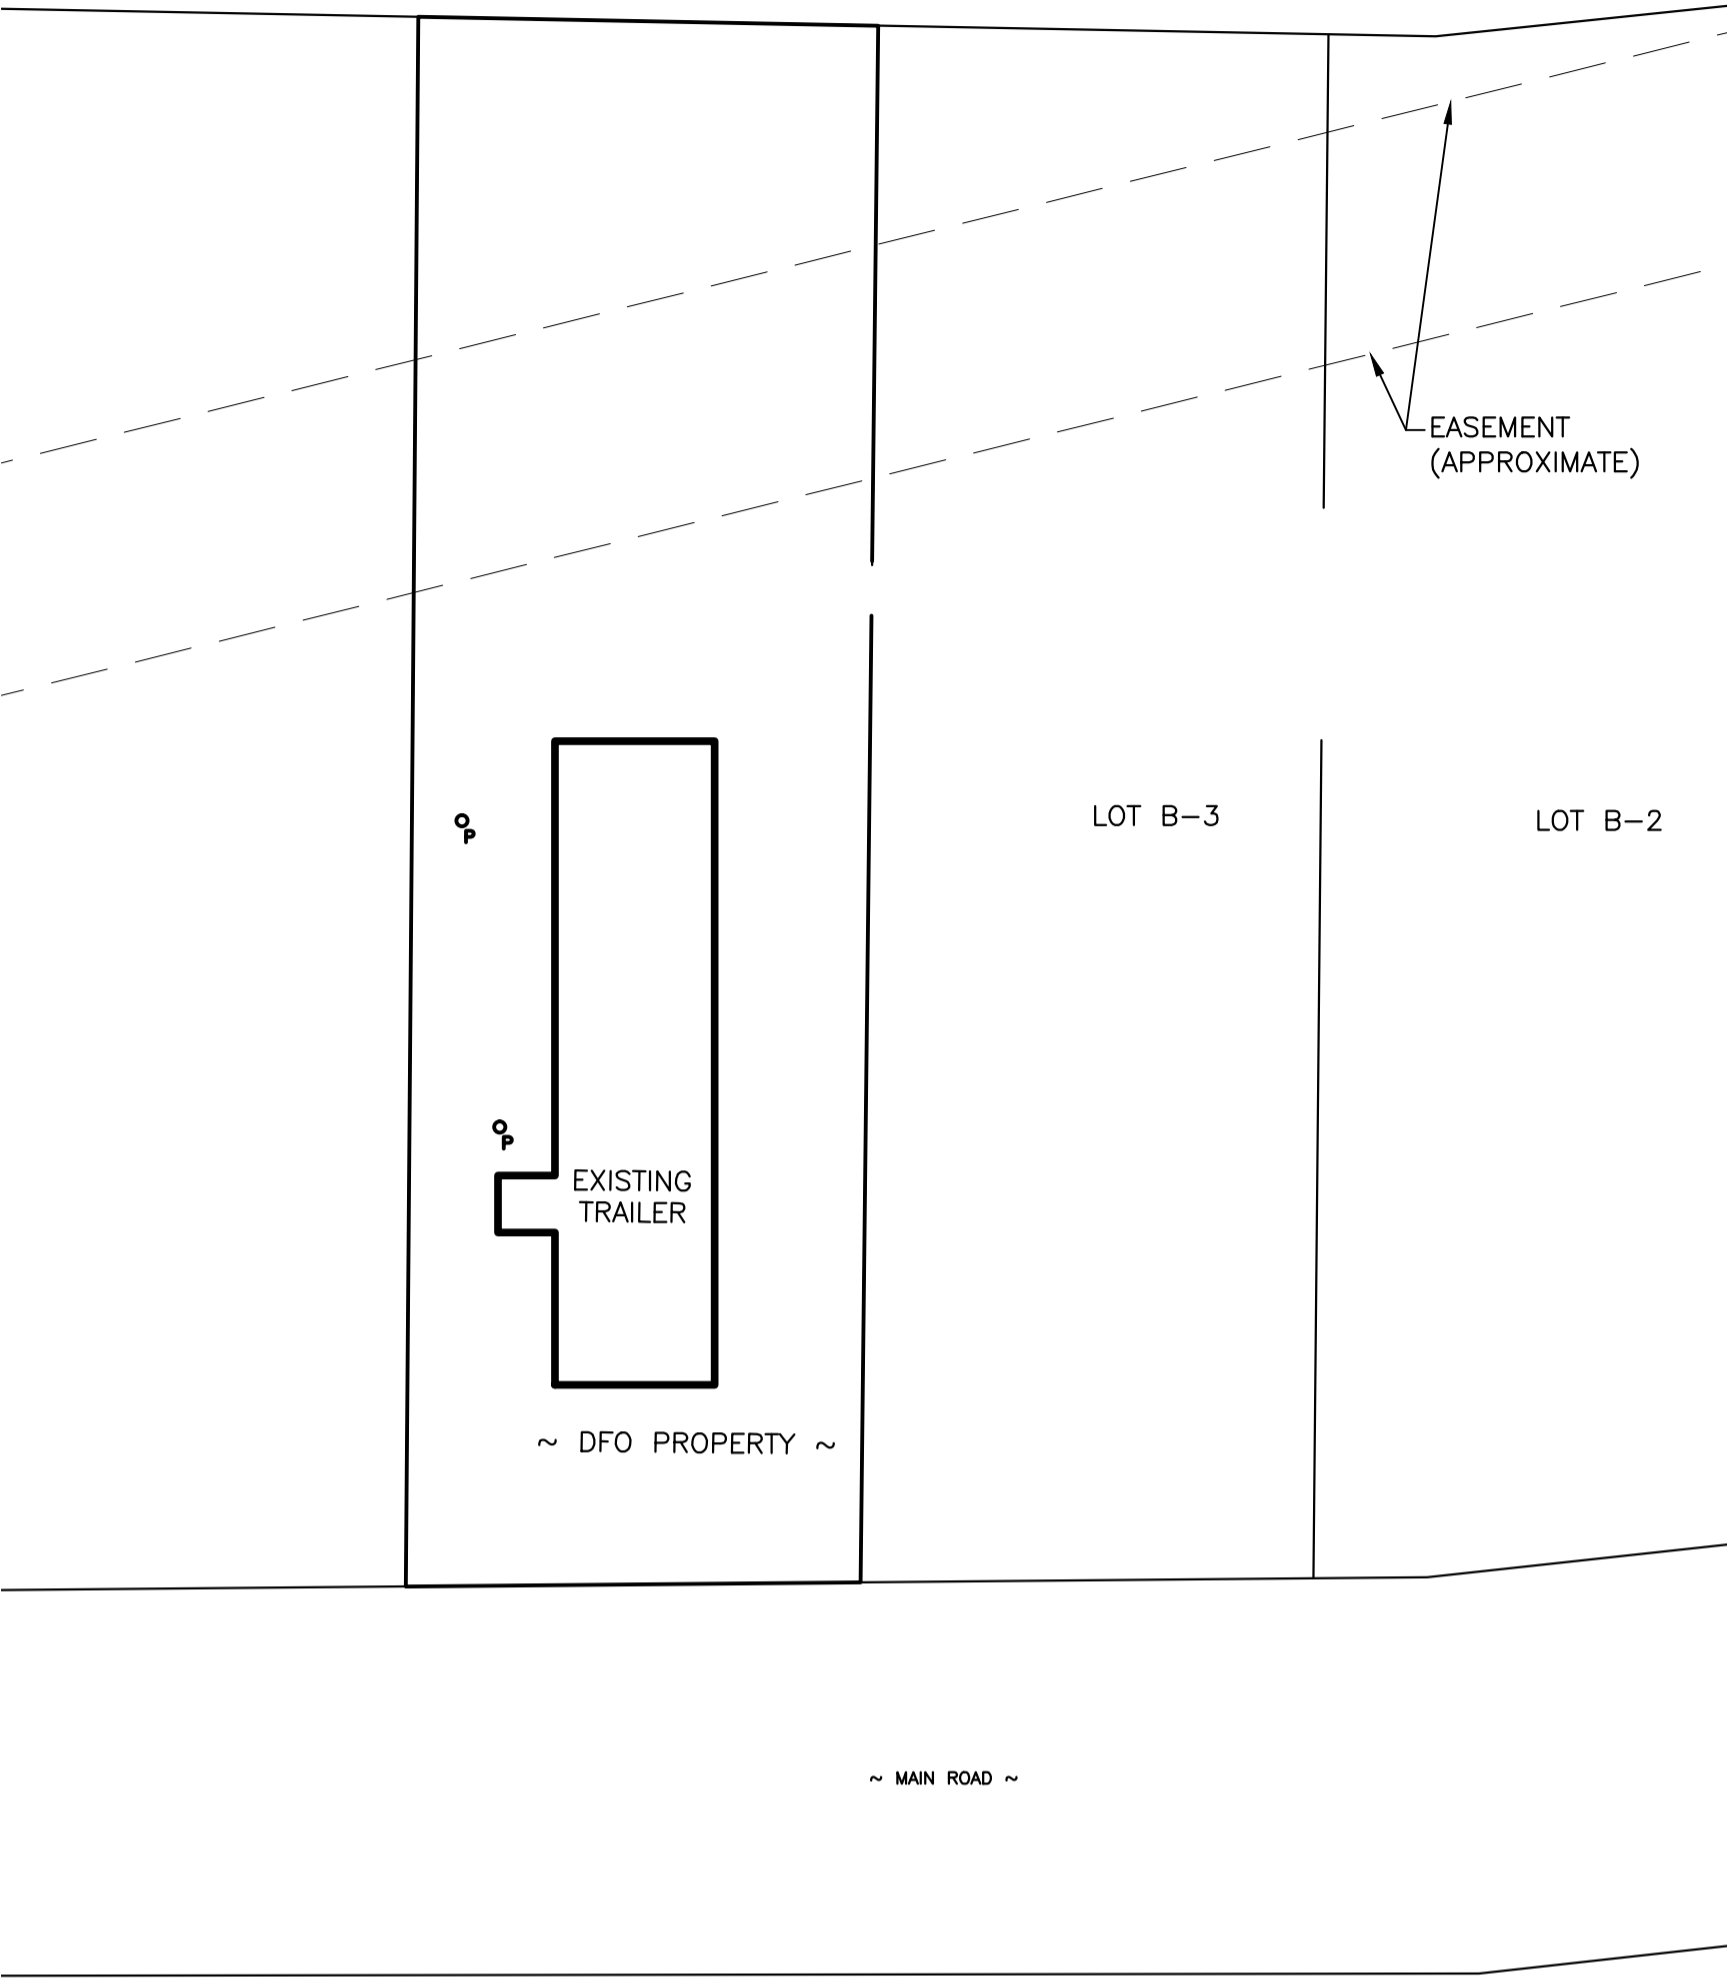 EASEMENT
(APPROXIMATE)
LOT B-3
LOT B-2
P
P
EXISTING
TRAILER
~ DFO PROPERTY ~
~ MAIN ROAD ~